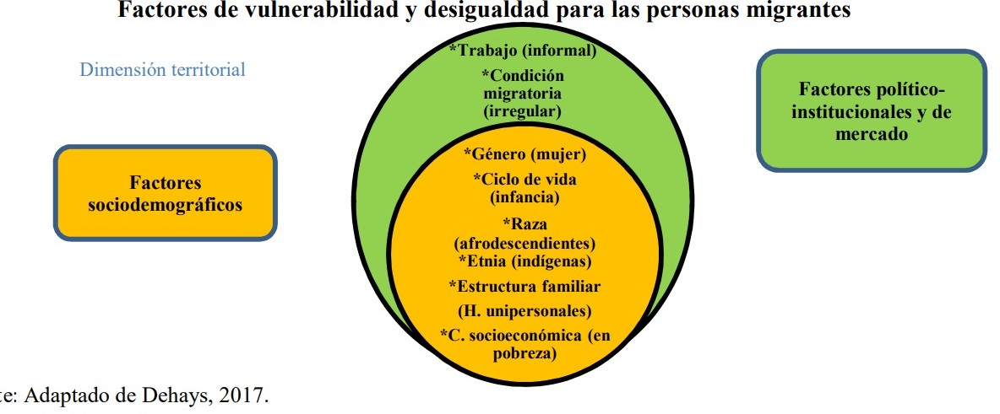 Factores de vulnerabilidad y desigualdad para las personas migrantes
Dimensión territorial
Factores
sociodemográficos
*Trabajo (informal)
*Condición
migratoria
(irregular)
*Género (mujer)
*Ciclo de vida
(infancia)
*Raza
(afrodescendientes)
*Etnia (indígenas)
*Estructura familiar
(H. unipersonales)
*C. socioeconómica (en
pobreza)
Factores político-
institucionales y de
mercado
te: Adaptado de Dehays, 2017.